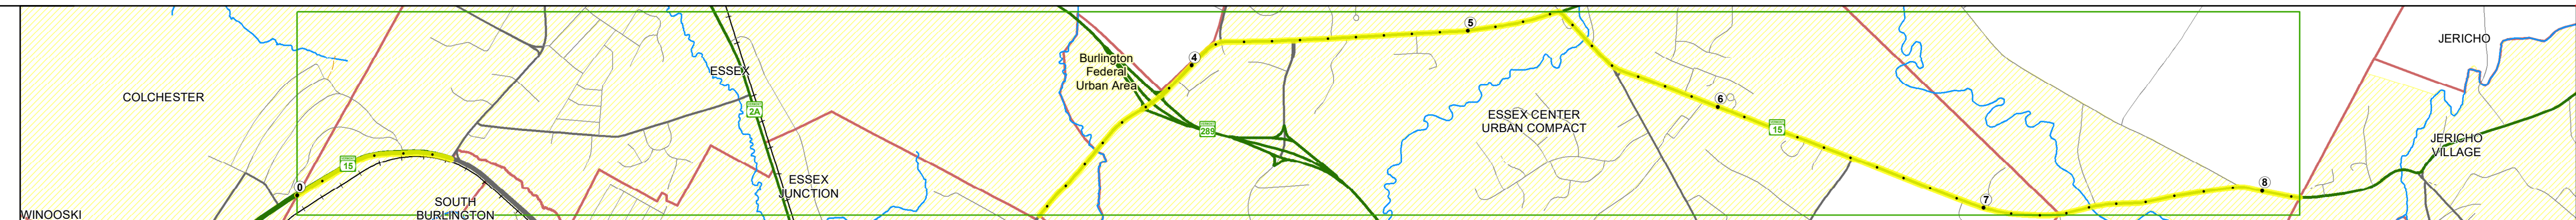 COLCHESTER
WINOOSKI
0
15
SOUTH
BURLINGTON
ESSEX
2A
ESSEX
JUNCTION
Burlington
Federal
Urban Area
4
289
5
ESSEX CENTER
URBAN COMPACT
6
15
7
8
JERICHO
JERICHO
VILLAGE